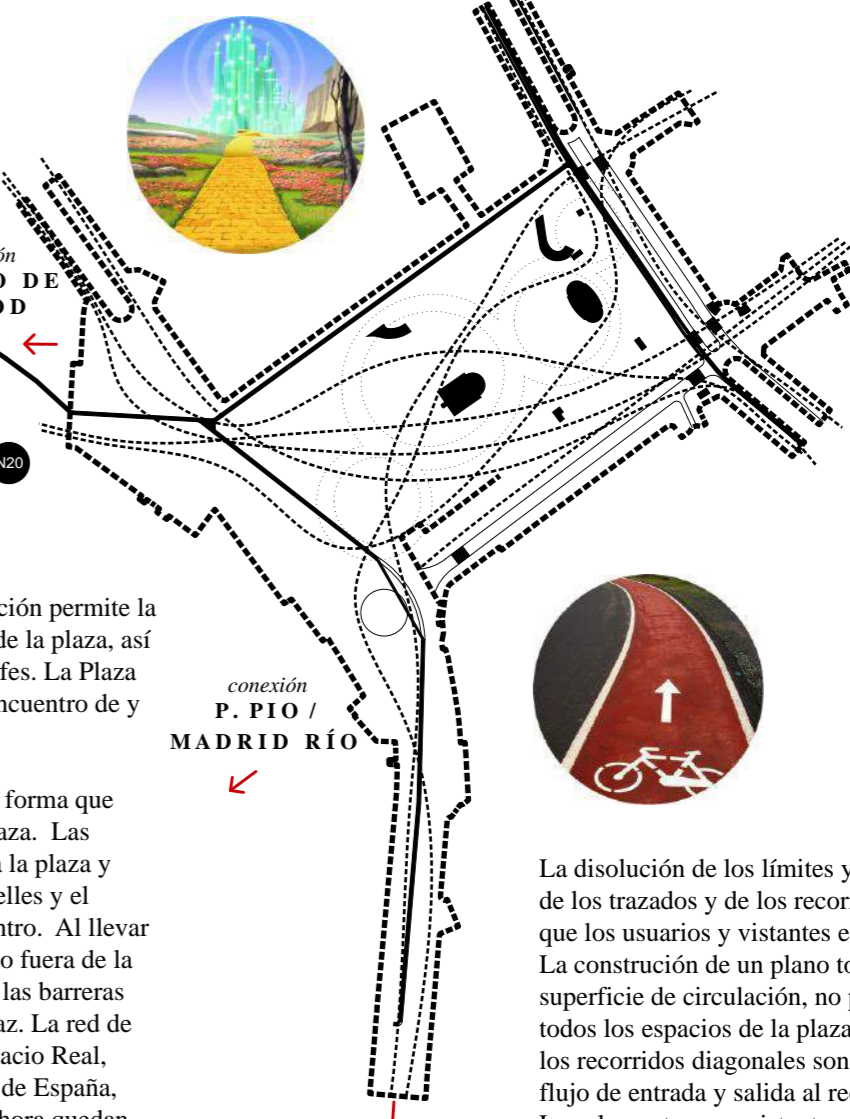 ón
O DE
OD
N20
ción permite la
de la plaza, así
fes. La Plaza
ncuentro de y
conexión
P. PIO /
MADRID RÍO
forma que
aza. Las
a la plaza y
elles y el
ntro. Al llevar
o fuera de la
las barreras
az. La red de
acio Real,
de España,
hora quedan
La disolución de los límites y
de los trazados y de los recorr
que los usuarios y vistantes e
La construción de un plano to
superficie de circulación, no p
todos los espacios de la plaza
los recorridos diagonales son
flujo de entrada y salida al rec